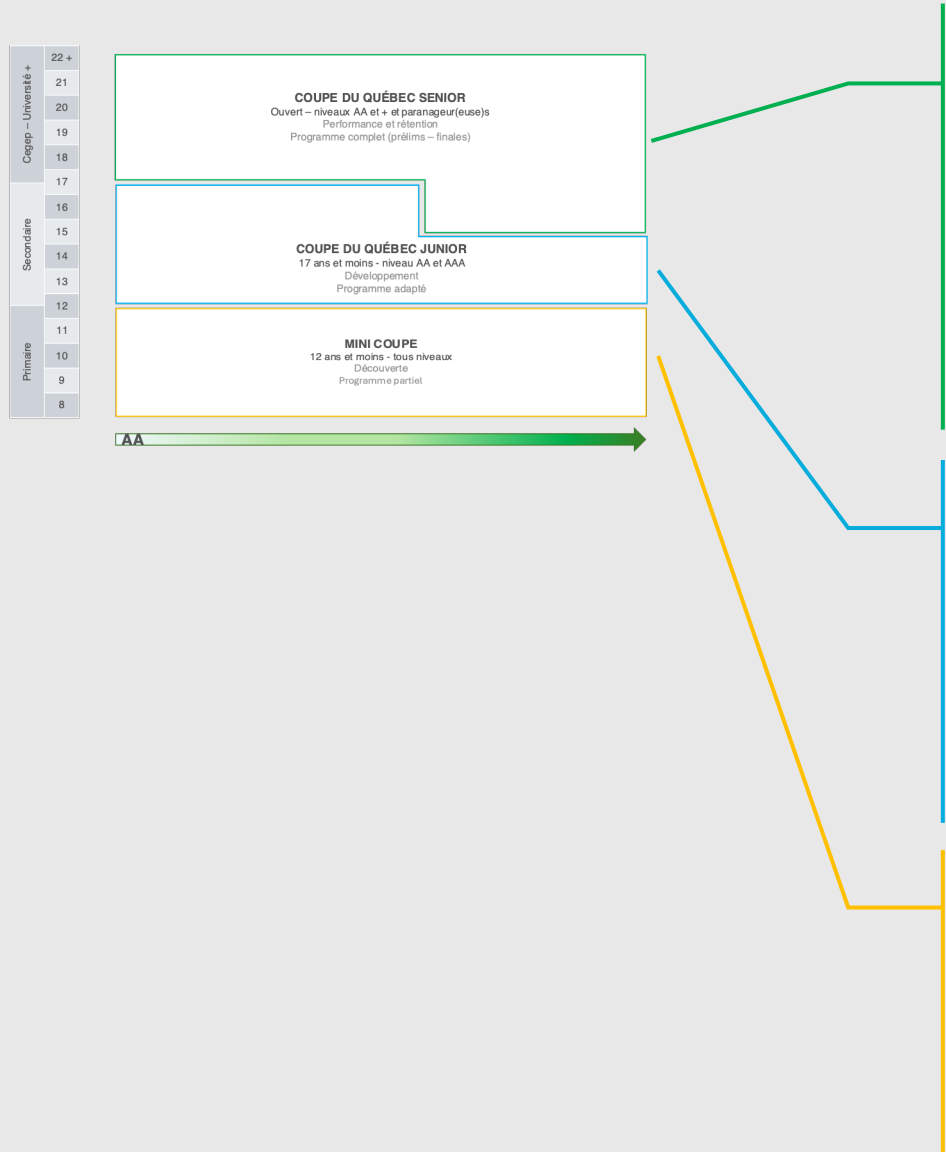 Cegep – Université +
Secondaire
Primaire
22 +
21
20
19
18
17
16
15
14
13
12
11
10
9
8
COUPE DU QUÉBEC SENIOR
Ouvert – niveaux AA et + et paranageur(euse)s
Performance et rétention
Programme complet (prélims – finales)
COUPE DU QUÉBEC JUNIOR
17 ans et moins - niveau AA et AAA
Développement
Programme adapté
MINI COUPE
12 ans et moins - tous niveaux
Découverte
Programme partiel
AA